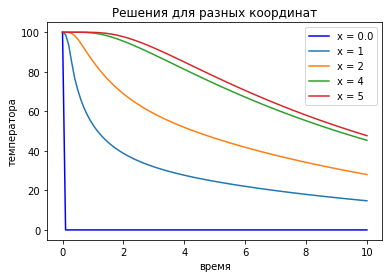 Решения для разных координат
100
80
60
40
20
0
0
2
4
6
8
10
температора
время
x = 0.0
x = 1
x = 2
x = 4
x = 5